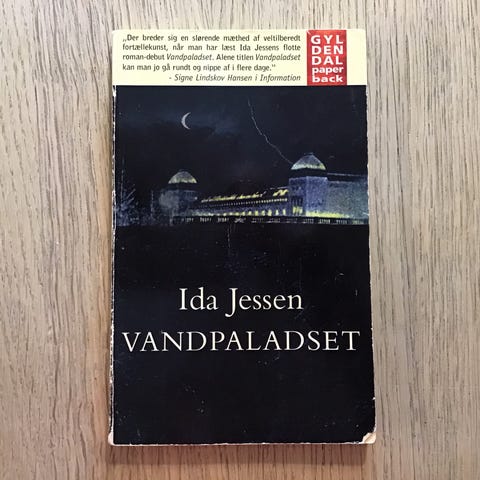 „Der breder sig en slørende mæthed af veltilberedt
fortællekunst, når man har læst Ida Jessens flotte
roman-debut Vandpaladset. Alene titlen Vandpaladset
kan man jo gå rundt og nippe af i flere dage.”
- Signe Lindskov Hansen i Information
GYL
DEN
DAL
paper
back
Ida Jessen
VANDPALADSET